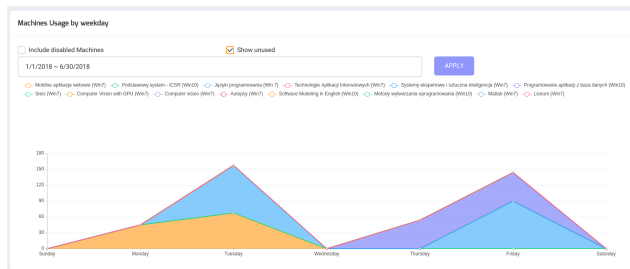 Machines Usage by weekday
Include disabled Machines Show unused
1/1/2018 ~ 6/30/2018 APPLY
Mobilne aplikacje webowe (Win7) Podstawowy system - ICSR (Win10) Języki programowania (Win 7) Technologie Aplikacji Internetowych (Win7) Systemy ekspertowe i sztuczna inteligencja (Win7) Programowanie aplikacji z baza danych (Win10)
Sieci (Win7) Computer Vision with GPU (Win7) Computer vision (Win7) Autopsy (Win7) Software Modeling in English (Win10) Metody wytwarzania oprogramowania (Win10) Matlab (Win7) Liceum (Win7)
180
150
120
90
60
30
0
Sunday Monday Tuesday Wednesday Thursday Friday Saturday